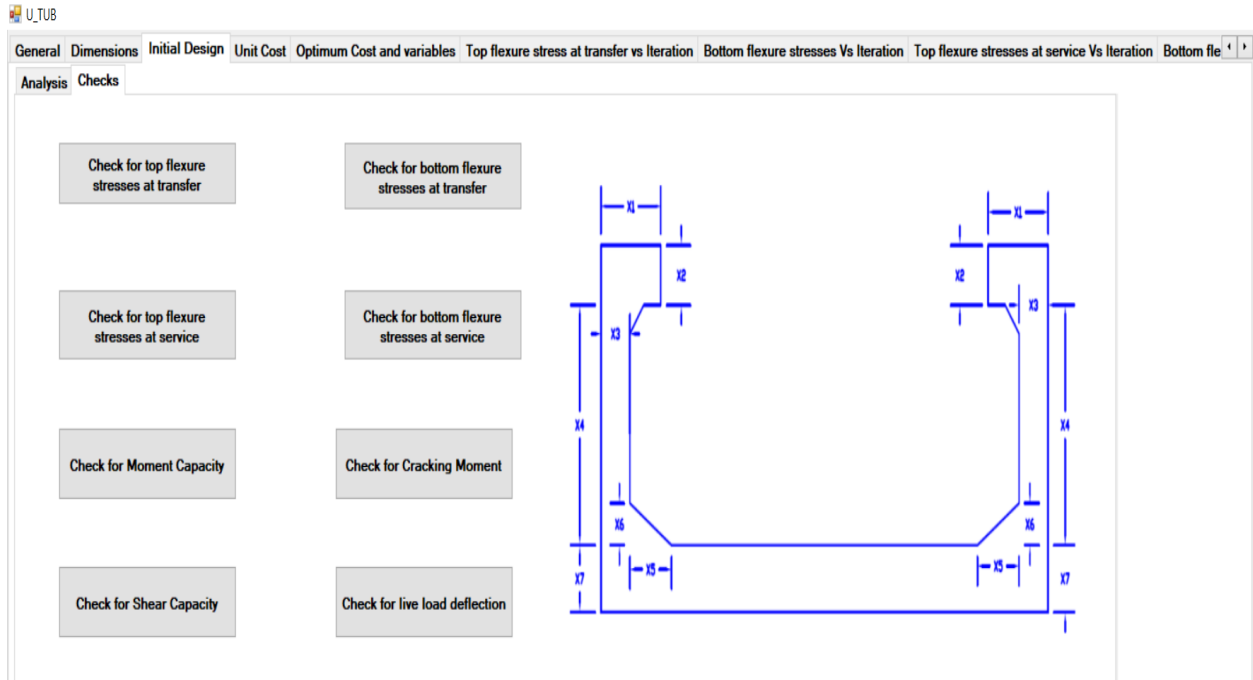 U_TUB
General Dimensions Initial Design Unit Cost Optimum Cost and variables Top flexure stress at transfer vs Iteration Bottom flexure stresses Vs Iteration Top flexure stresses at service Vs Iteration Bottom fle
Analysis Checks
Check for top flexure
stresses at transfer
Check for bottom flexure
stresses at transfer
Check for top flexure
stresses at service
Check for bottom flexure
stresses at service
Check for Moment Capacity
Check for Cracking Moment
Check for Shear Capacity
Check for live load deflection
X1 X1
X2 X2
X3 X3
X4 X4
X6 X6
X5 X5
X7 X7